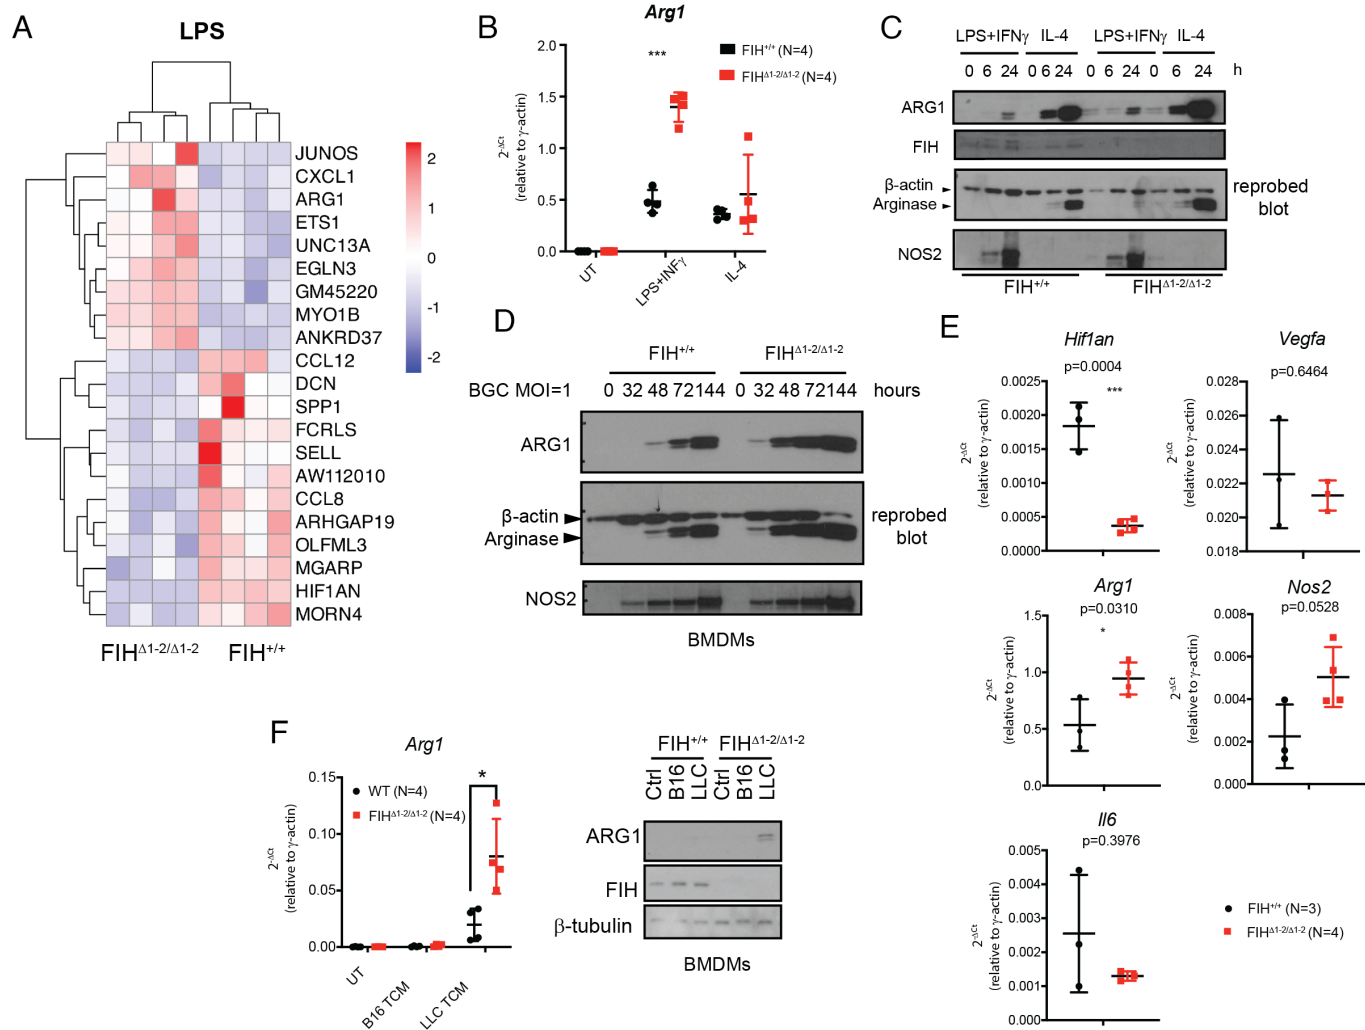 A
LPS
JUNOS
CXCL1
ARG1
ETS1
UNC13A
EGLN3
GM45220
MYO1B
ANKRD37
CCL12
DCN
SPP1
FCRLS
SELL
AW112010
CCL8
ARHGAP19
OLFML3
MGARP
HIF1AN
MORN4
2
1
0
-1
-2
FIHΔ1-2/Δ1-2 FIH+/+
B
Arg1
2-ΔCt
(relative to γ-actin)
2.0
1.5
1.0
0.5
0.0
***
FIH+/+ (N=4)
FIHΔ1-2/Δ1-2 (N=4)
UT
LPS+INFγ
IL-4
C
LPS+IFNγ IL-4 LPS+IFNγ IL-4
0 6 24 0 6 24 0 6 24 0 6 24 h
ARG1
FIH
β-actin
Arginase
reprobed
blot
NOS2
FIH+/+ FIHΔ1-2/Δ1-2
D
FIH+/+ FIHΔ1-2/Δ1-2
BGC MOI=1 0 32 48 72 144 0 32 48 72 144 hours
ARG1
β-actin
Arginase
reprobed
blot
NOS2
BMDMs
E
Hif1an
p=0.0004
***
2-ΔCt
(relative to γ-actin)
0.0025
0.0020
0.0015
0.0010
0.0005
0.0000
Vegfa
p=0.6464
2-ΔCt
(relative to γ-actin)
0.028
0.026
0.024
0.022
0.020
0.018
Arg1
p=0.0310
*
2-ΔCt
(relative to γ-actin)
1.5
1.0
0.5
0.0
Nos2
p=0.0528
2-ΔCt
(relative to γ-actin)
0.008
0.006
0.004
0.002
0.000
Il6
p=0.3976
2-ΔCt
(relative to γ-actin)
0.005
0.004
0.003
0.002
0.001
0.000
FIH+/+ (N=3)
FIHΔ1-2/Δ1-2 (N=4)
F
Arg1
2-ΔCt
(relative to γ-actin)
0.15
0.10
0.05
0.00
WT (N=4)
FIHΔ1-2/Δ1-2 (N=4)
*
UT
B16 TCM
LLC TCM
FIH+/+ FIHΔ1-2/Δ1-2
Ctrl B16 LLC Ctrl B16 LLC
ARG1
FIH
β-tubulin
BMDMs